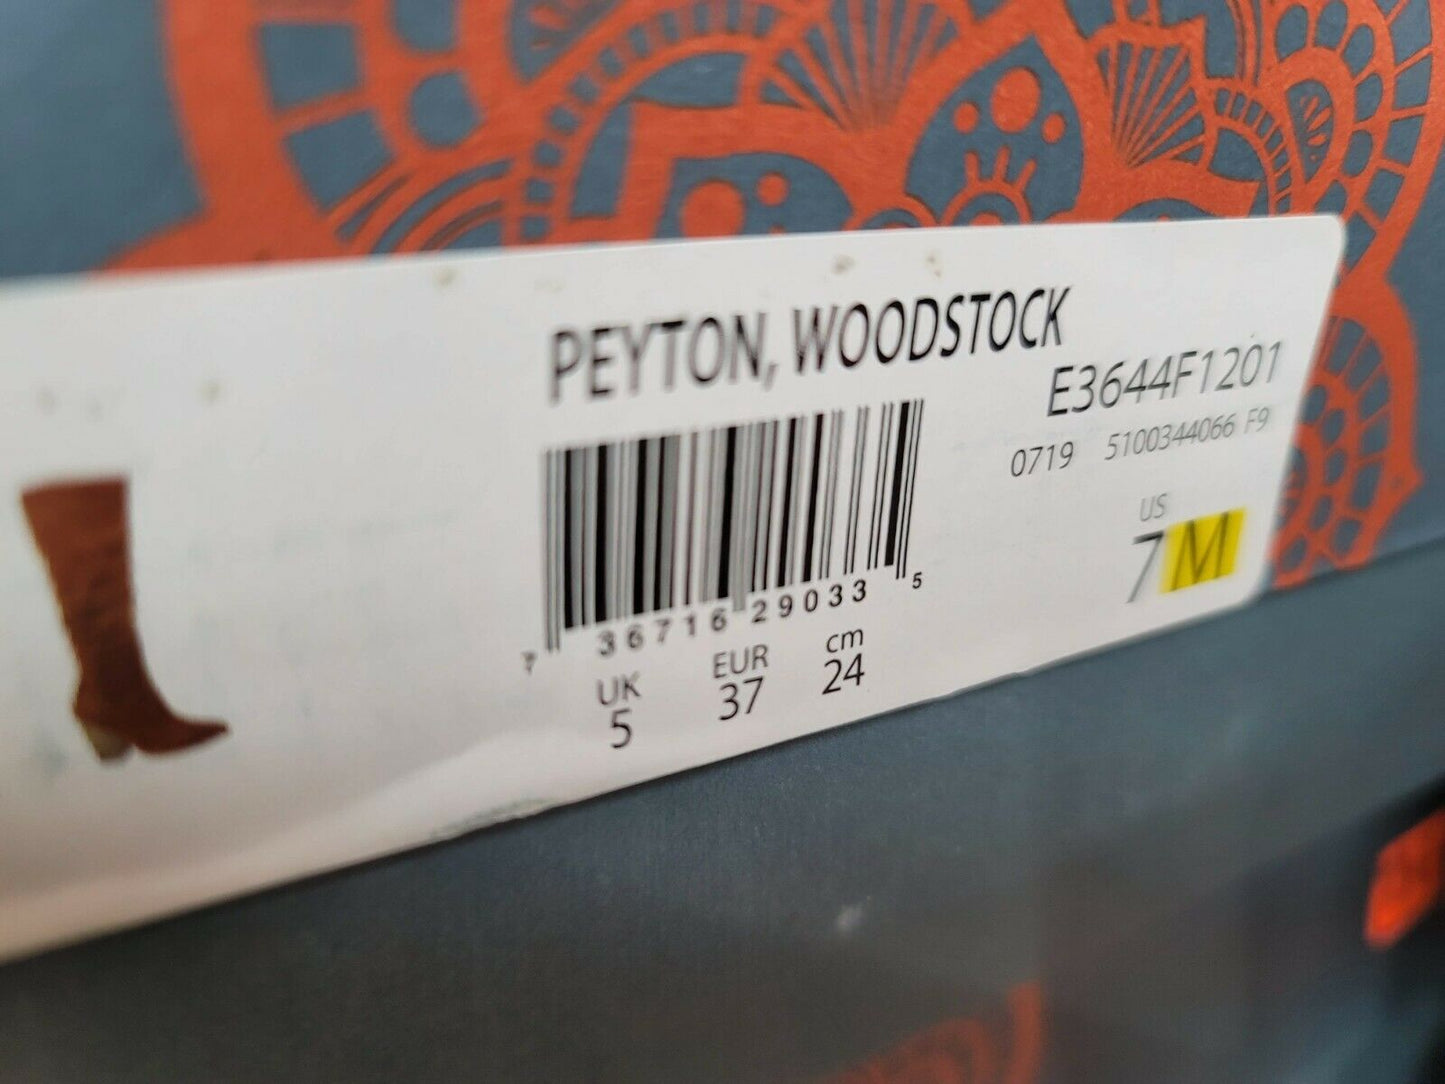 PEYTON, WOODSTOCK
E3644F1201
0719 5100344066 F9
US
7 M
7 36716 29033 5
UK EUR cm
5 37 24